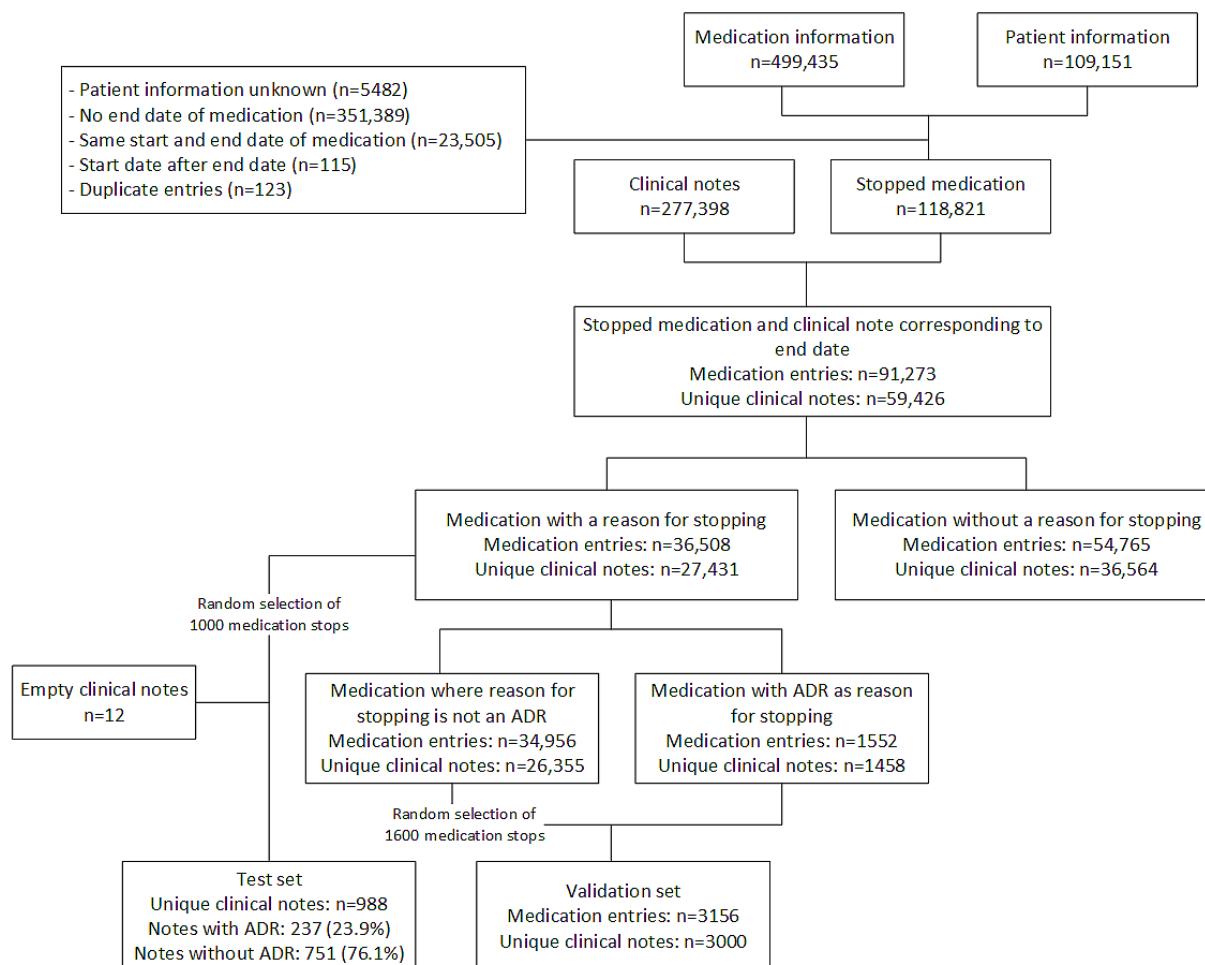 Medication information
n=499,435
Patient information
n=109,151
- Patient information unknown (n=5482)
- No end date of medication (n=351,389)
- Same start and end date of medication (n=23,505)
- Start date after end date (n=115)
- Duplicate entries (n=123)
Clinical notes
n=277,398
Stopped medication
n=118,821
Stopped medication and clinical note corresponding to
end date
Medication entries: n=91,273
Unique clinical notes: n=59,426
Medication with a reason for stopping
Medication entries: n=36,508
Unique clinical notes: n=27,431
Medication without a reason for stopping
Medication entries: n=54,765
Unique clinical notes: n=36,564
Random selection of
1000 medication stops
Empty clinical notes
n=12
Medication where reason for
stopping is not an ADR
Medication entries: n=34,956
Unique clinical notes: n=26,355
Medication with ADR as reason
for stopping
Medication entries: n=1552
Unique clinical notes: n=1458
Random selection of
1600 medication stops
Test set
Unique clinical notes: n=988
Notes with ADR: 237 (23.9%)
Notes without ADR: 751 (76.1%)
Validation set
Medication entries: n=3156
Unique clinical notes: n=3000